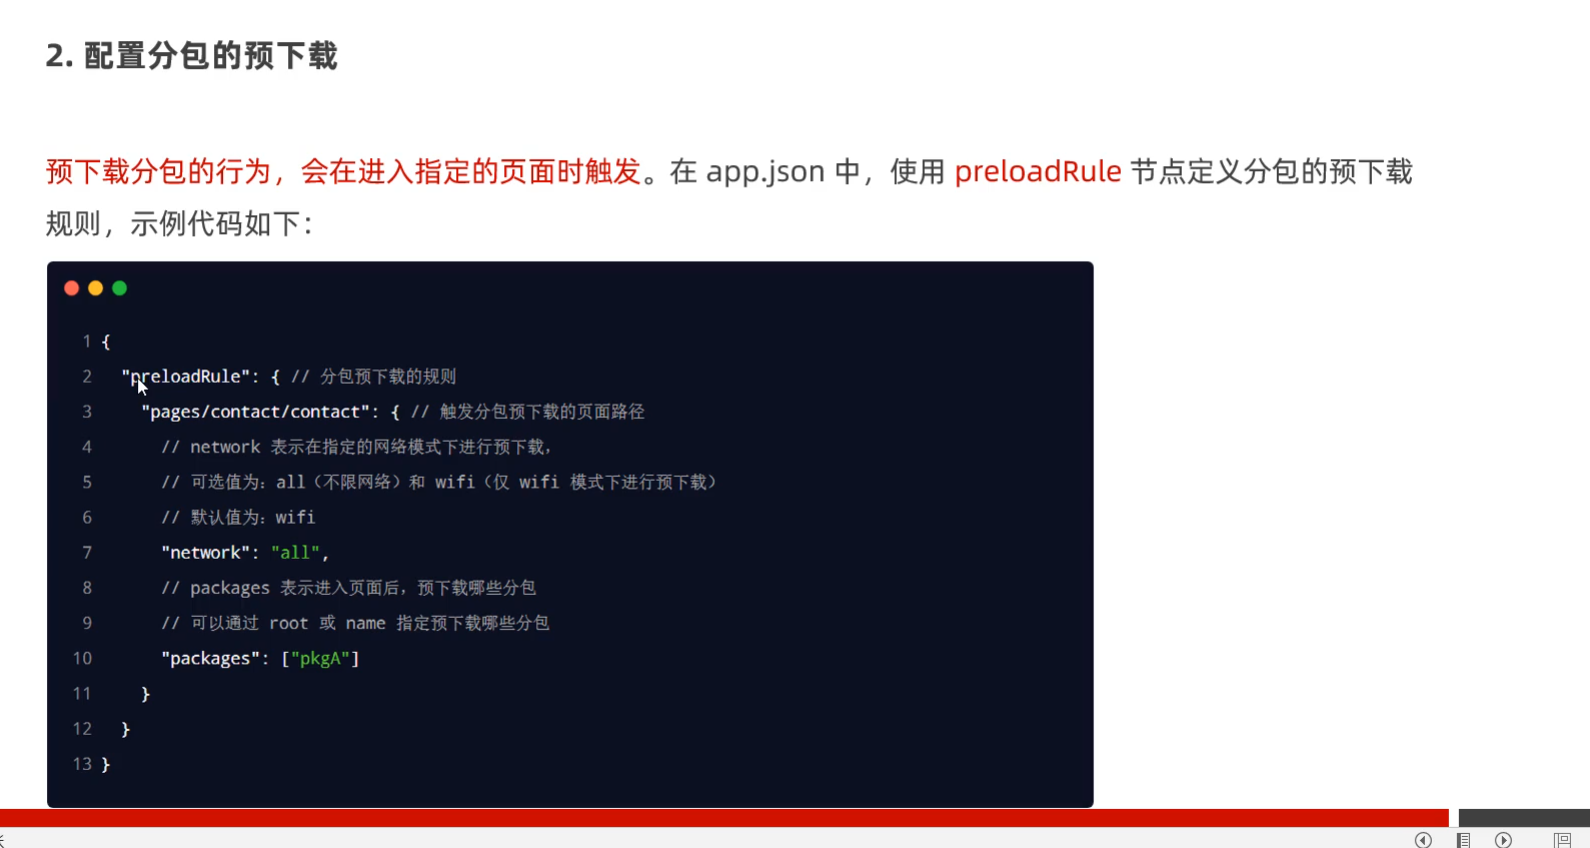 2. 配置分包的预下载
预下载分包的行为，会在进入指定的页面时触发。在 app.json 中，使用 preloadRule 节点定义分包的预下载
规则，示例代码如下：
1 {
2 "preloadRule": { // 分包预下载的规则
3 "pages/contact/contact": { // 触发分包预下载的页面路径
4 // network 表示在指定的网络模式下进行预下载，
5 // 可选值为：all（不限网络）和 wifi（仅 wifi 模式下进行预下载）
6 // 默认值为：wifi
7 "network": "all",
8 // packages 表示进入页面后，预下载哪些分包
9 // 可以通过 root 或 name 指定预下载哪些分包
10 "packages": ["pkgA"]
11 }
12 }
13 }